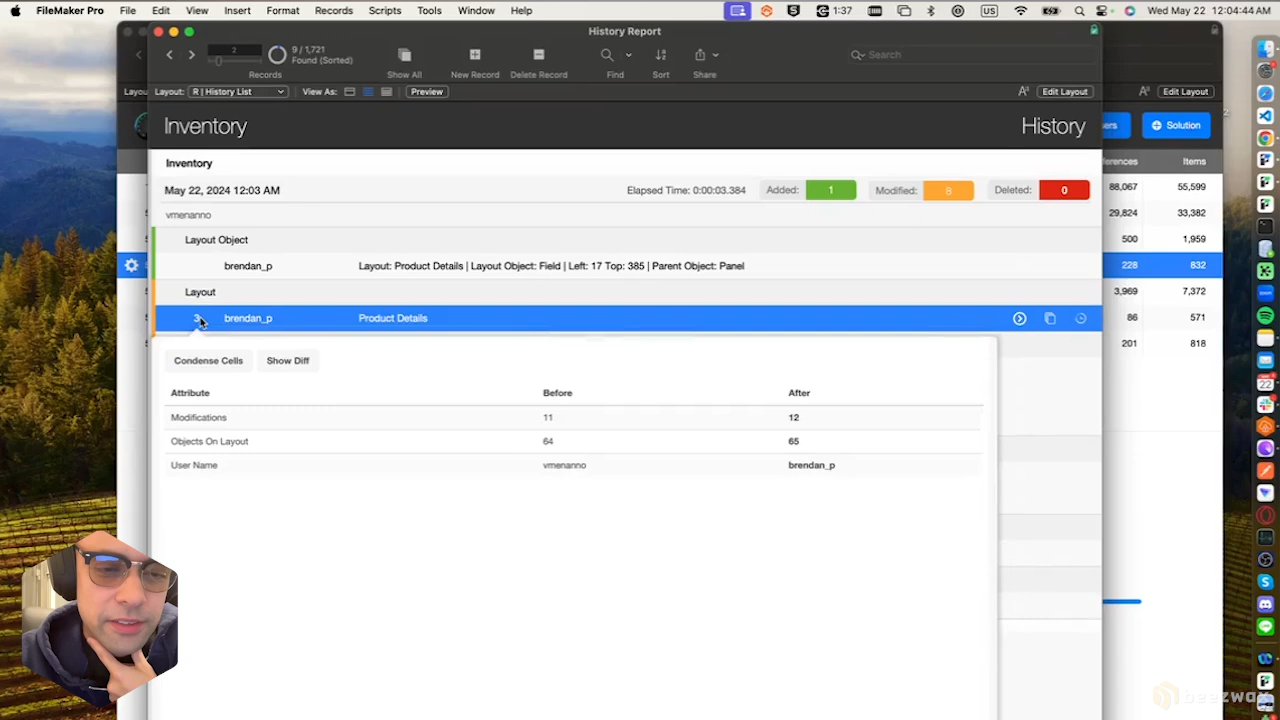 FileMaker Pro File Edit View Insert Format Records Scripts Tools Window Help 1:37 US Wed May 22 12:04:44 AM
History Report
2 9 / 1,721 Found (Sorted)
Records Show All New Record Delete Record Find Sort Share Search
Layout: R | History List View As: Preview Edit Layout Edit Layout
Inventory History Solution
Inventory Items
May 22, 2024 12:03 AM Elapsed Time: 0:00:03.384 Added: 1 Modified: 8 Deleted: 0 88,067 55,599
vmenanno 29,824 33,382
Layout Object 500 1,959
brendan_p Layout: Product Details | Layout Object: Field | Left: 17 Top: 385 | Parent Object: Panel 228 832
Layout 3,969 7,372
3 brendan_p Product Details 86 571
201 818
Condense Cells Show Diff
Attribute Before After
Modifications 11 12
Objects On Layout 64 65
User Name vmenanno brendan_p
beezwax